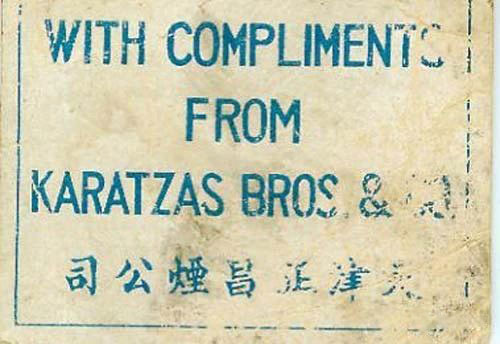 WITH COMPLIMENTS
FROM
KARATZAS BROS. &
天津正昌煙公司